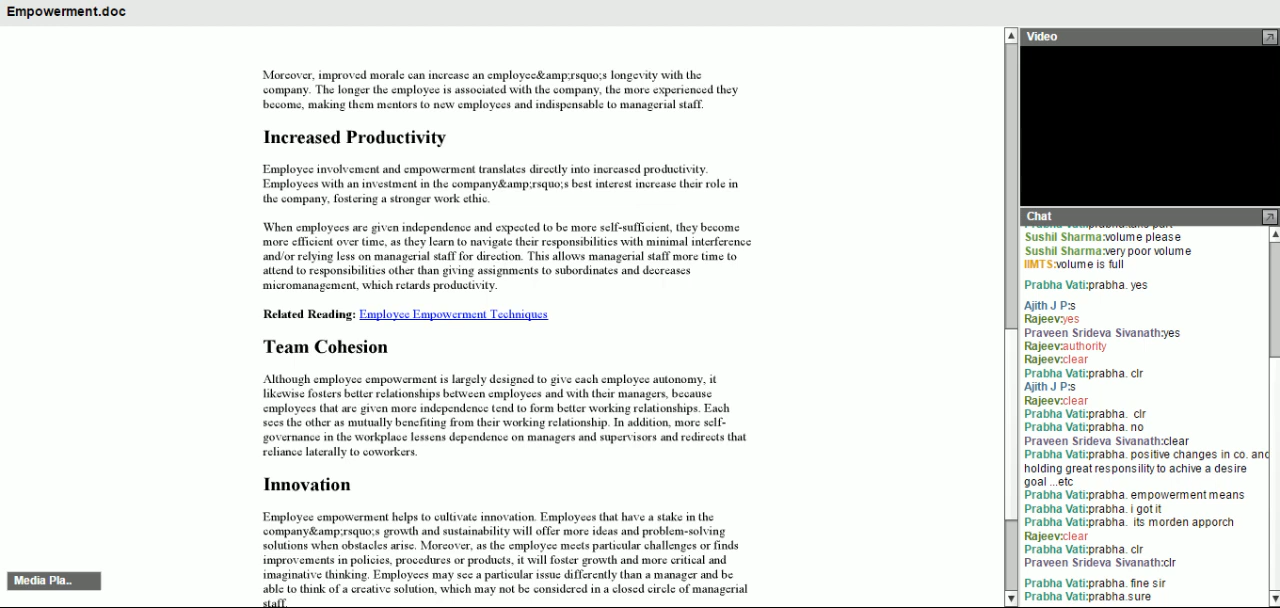 Empowerment.doc
Moreover, improved morale can increase an employee&amp;rsquo;s longevity with the
company. The longer the employee is associated with the company, the more experienced they
become, making them mentors to new employees and indispensable to managerial staff.
Increased Productivity
Employee involvement and empowerment translates directly into increased productivity.
Employees with an investment in the company&amp;rsquo;s best interest increase their role in
the company, fostering a stronger work ethic.
When employees are given independence and expected to be more self-sufficient, they become
more efficient over time, as they learn to navigate their responsibilities with minimal interference
and/or relying less on managerial staff for direction. This allows managerial staff more time to
attend to responsibilities other than giving assignments to subordinates and decreases
micromanagement, which retards productivity.
Related Reading: Employee Empowerment Techniques
Team Cohesion
Although employee empowerment is largely designed to give each employee autonomy, it
likewise fosters better relationships between employees and with their managers, because
employees that are given more independence tend to form better working relationships. Each
sees the other as mutually benefiting from their working relationship. In addition, more self-
governance in the workplace lessens dependence on managers and supervisors and redirects that
reliance laterally to coworkers.
Innovation
Employee empowerment helps to cultivate innovation. Employees that have a stake in the
company&amp;rsquo;s growth and sustainability will offer more ideas and problem-solving
solutions when obstacles arise. Moreover, as the employee meets particular challenges or finds
improvements in policies, procedures or products, it will foster growth and more critical and
imaginative thinking. Employees may see a particular issue differently than a manager and be
able to think of a creative solution, which may not be considered in a closed circle of managerial
staff.
Media Pla..
Video
Chat
Sushil Sharma:volume please
Sushil Sharma:very poor volume
IIMTS:volume is full
Prabha Vati:prabha. yes
Ajith J P:s
Rajeev:yes
Praveen Srideva Sivanath:yes
Rajeev:authority
Rajeev:clear
Prabha Vati:prabha. clr
Ajith J P:s
Rajeev:clear
Prabha Vati:prabha.  clr
Prabha Vati:prabha. no
Praveen Srideva Sivanath:clear
Prabha Vati:prabha. positive changes in co. and
holding great responsility to achive a desire
goal ...etc
Prabha Vati:prabha. empowerment means
Prabha Vati:prabha. i got it
Prabha Vati:prabha.  its morden apporch
Rajeev:clear
Prabha Vati:prabha. clr
Praveen Srideva Sivanath:clr
Prabha Vati:prabha. fine sir
Prabha Vati:prabha.sure